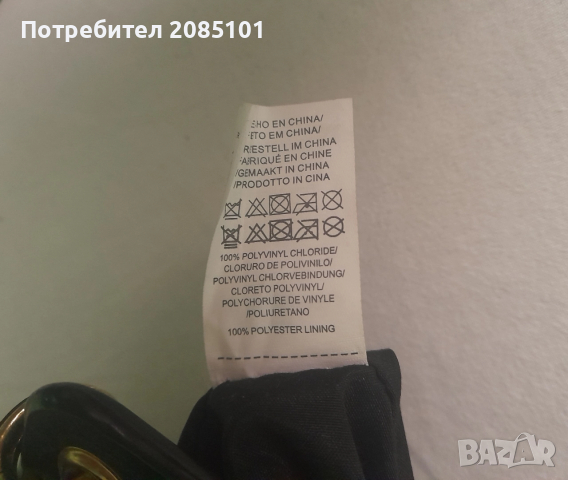 Потребител 2085101
EN CHINA/
EM CHINA/
IM CHINA
EN CHINE/
/GEMAAKT IN CHINA
/PRODOTTO IN CINA
100% POLYVINYL CHLORIDE/
CLORURO DE POLIVINILO/
POLYVINYL CHLORVEBINDUNG/
CLORETO POLYVINYL/
POLYCHORURE DE VINYLE
/POLIURETANO
100% POLYESTER LINING
BAZAR